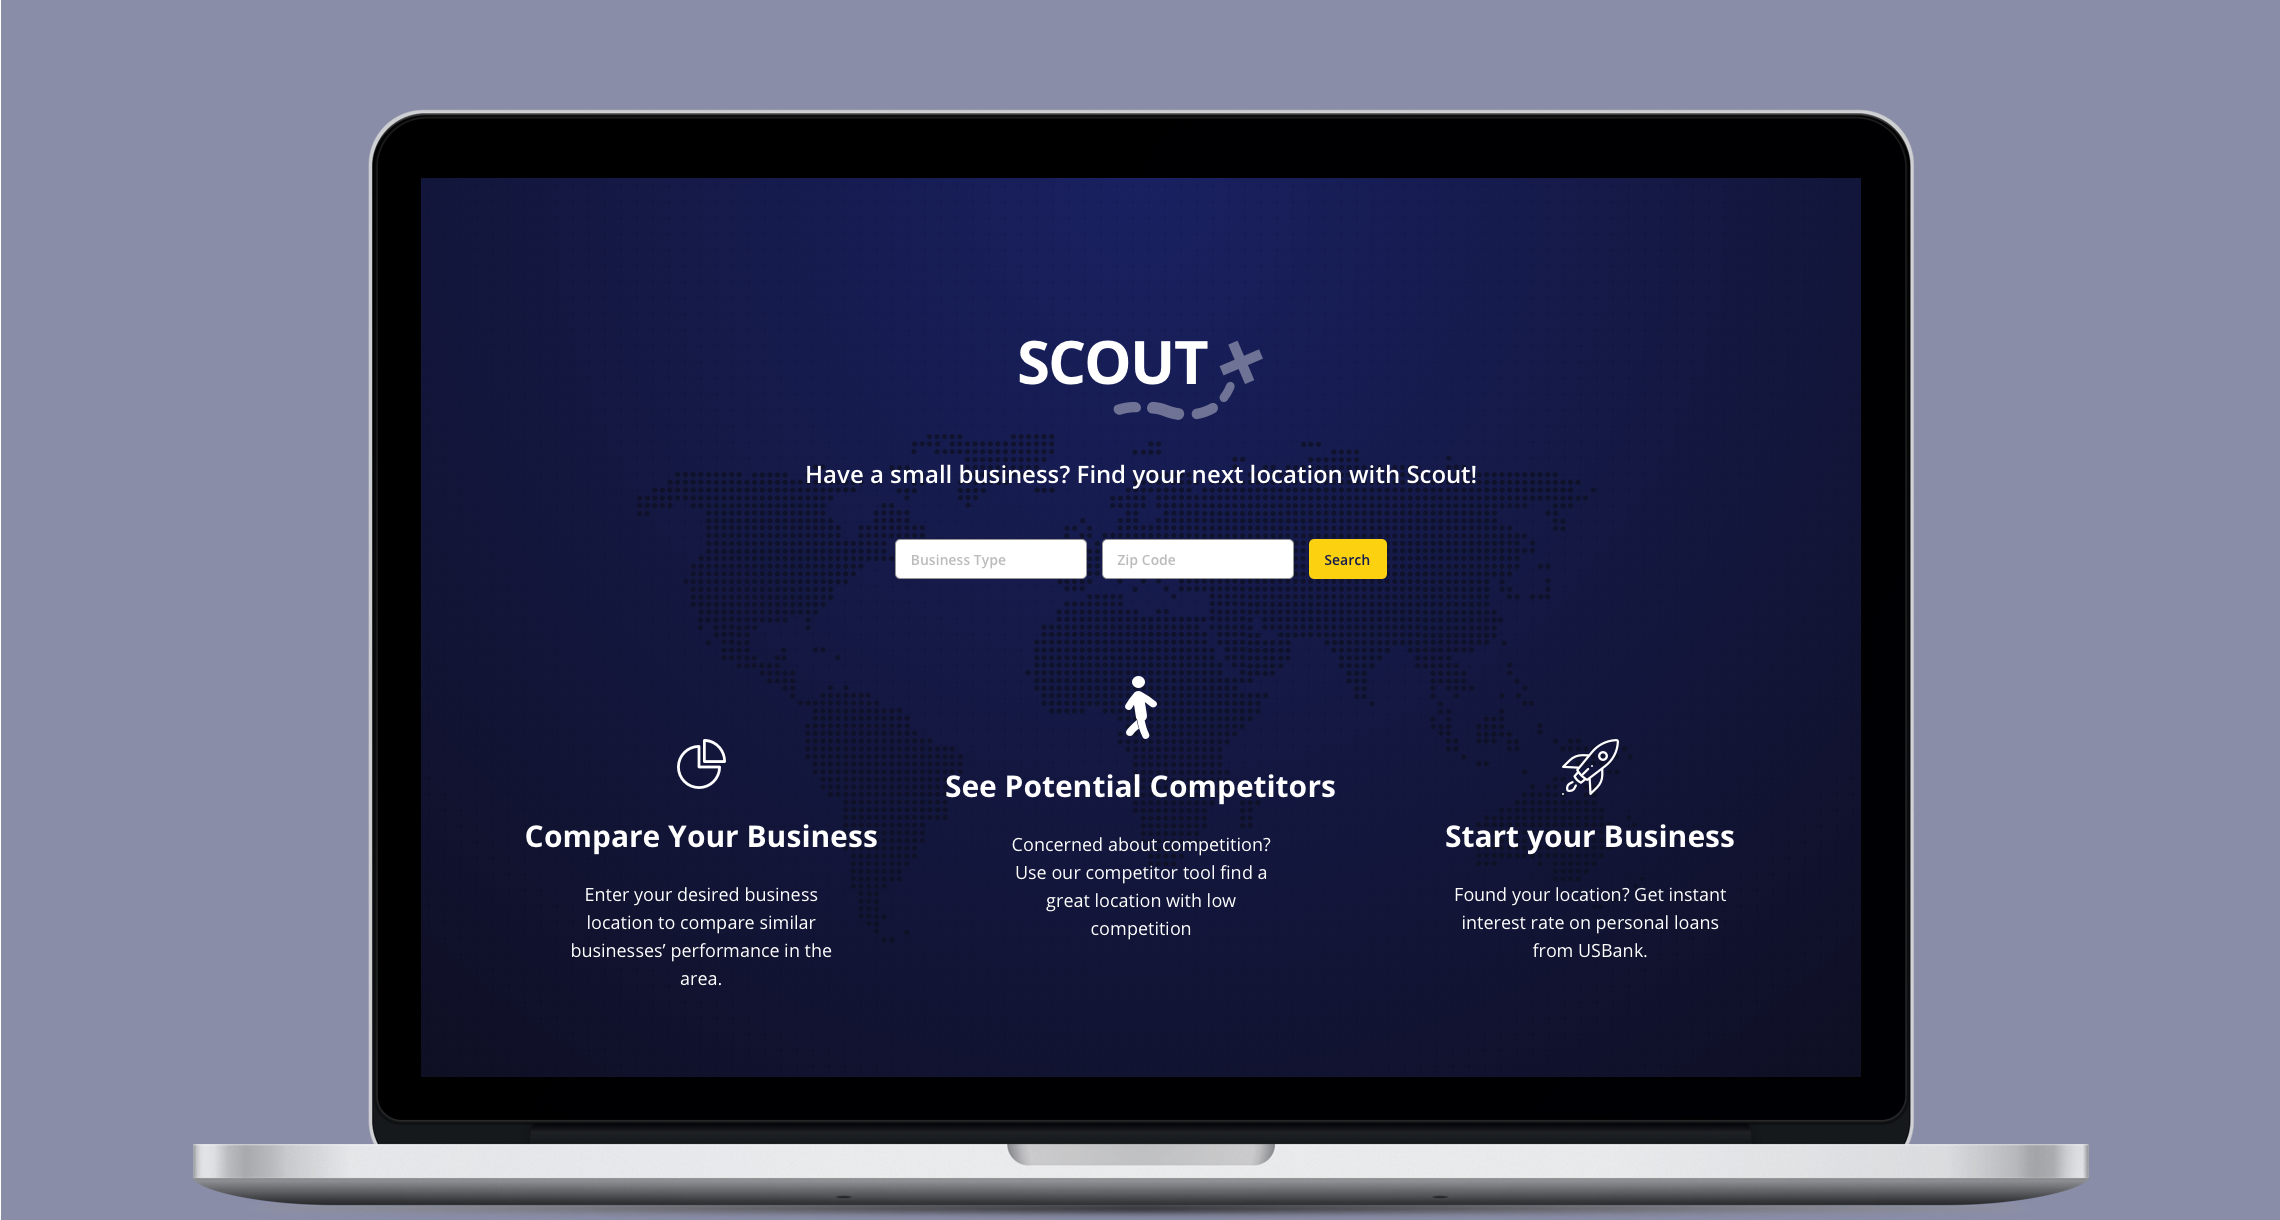 SCOUT
Have a small business? Find your next location with Scout!
Business Type
Zip Code
Search
Compare Your Business
Enter your desired business
location to compare similar
businesses’ performance in the
area.
See Potential Competitors
Concerned about competition?
Use our competitor tool find a
great location with low
competition
Start your Business
Found your location? Get instant
interest rate on personal loans
from USBank.